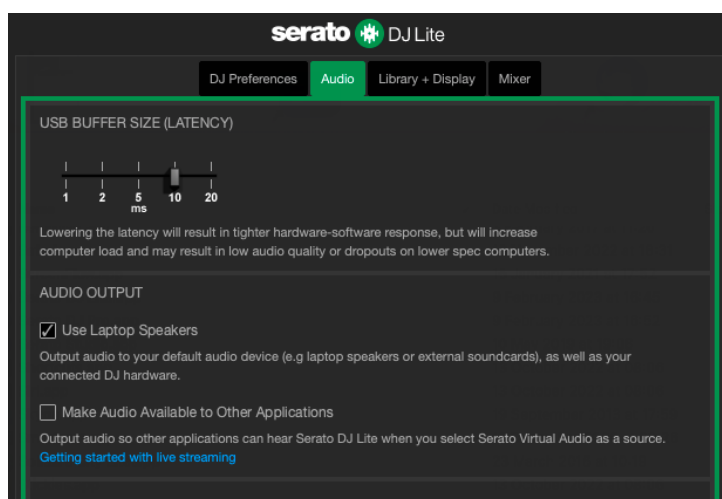 serato DJ Lite
DJ Preferences Audio Library + Display Mixer
USB BUFFER SIZE (LATENCY)
1 2 5 10 20
ms
Lowering the latency will result in tighter hardware-software response, but will increase
computer load and may result in low audio quality or dropouts on lower spec computers.
AUDIO OUTPUT
Use Laptop Speakers
Output audio to your default audio device (e.g laptop speakers or external soundcards), as well as your
connected DJ hardware.
Make Audio Available to Other Applications
Output audio so other applications can hear Serato DJ Lite when you select Serato Virtual Audio as a source.
Getting started with live streaming